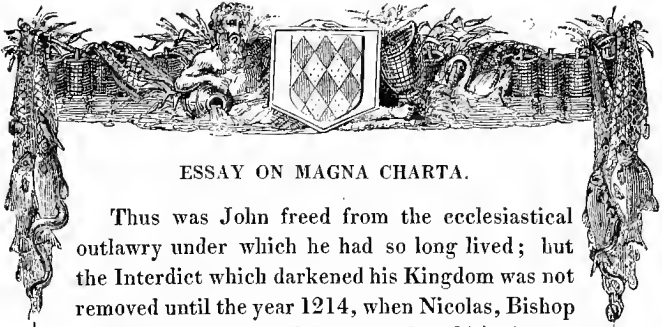 ESSAY ON MAGNA CHARTA.
Thus was John freed from the ecclesiastical
outlawry under which he had so long lived; but
the Interdict which darkened his Kingdom was not
removed until the year 1214, when Nicolas, Bishop